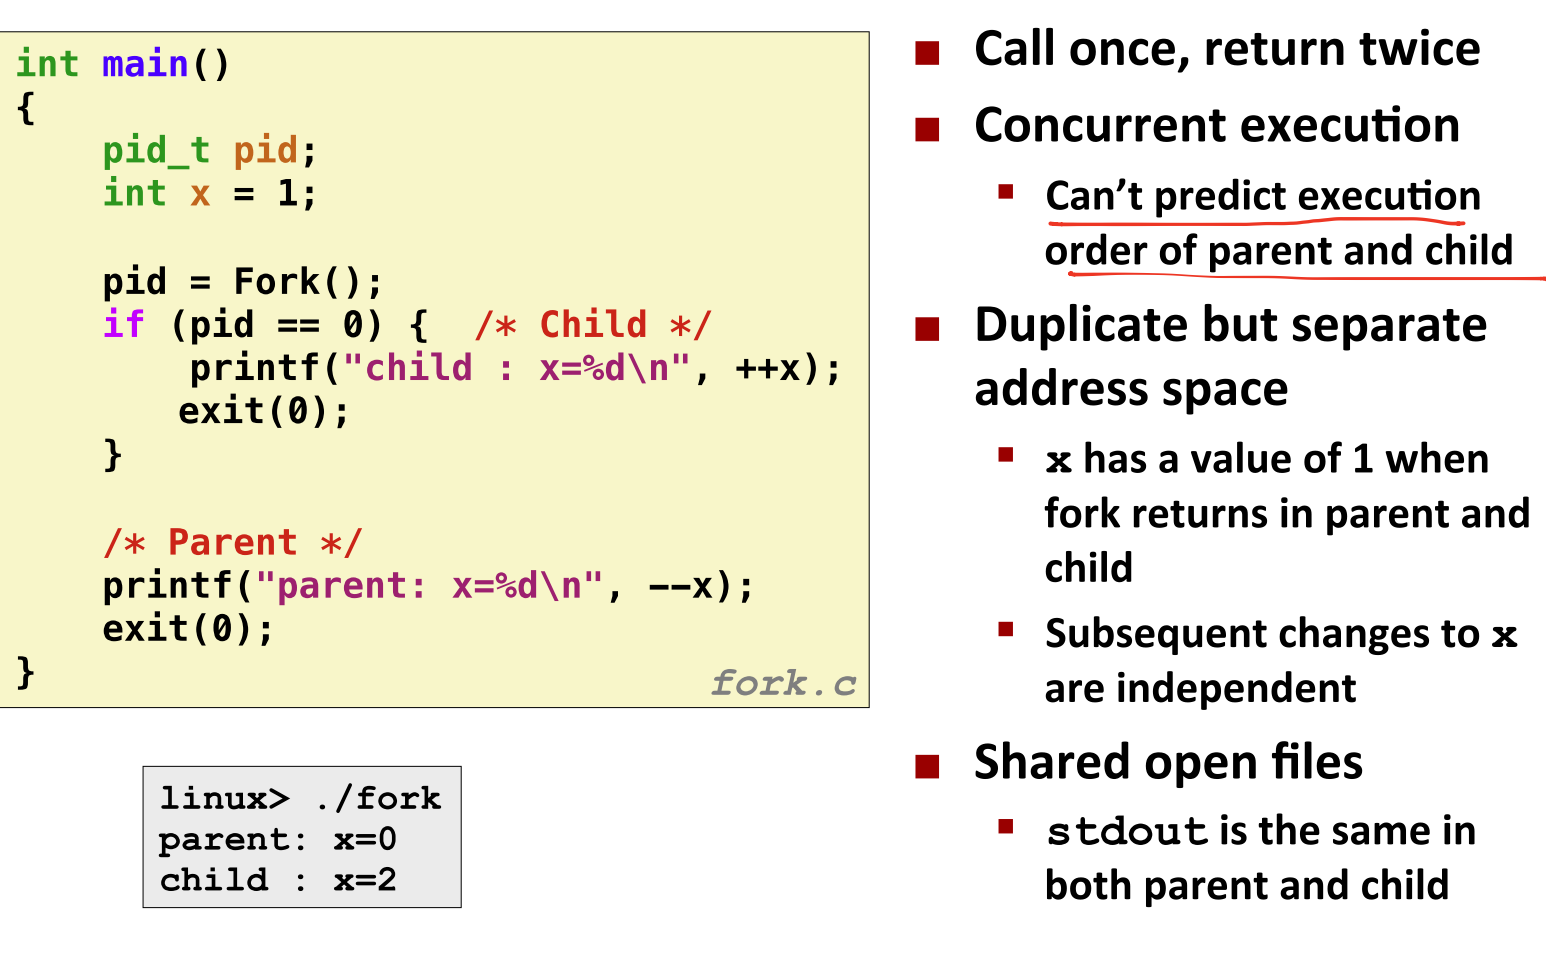 int main()
{
    pid_t pid;
    int x = 1;

    pid = Fork();
    if (pid == 0) {  /* Child */
        printf("child : x=%d\n", ++x);
        exit(0);
    }

    /* Parent */
    printf("parent: x=%d\n", --x);
    exit(0);
}
fork.c
linux> ./fork
parent: x=0
child : x=2
Call once, return twice
Concurrent execution
Can’t predict execution
order of parent and child
Duplicate but separate
address space
x has a value of 1 when
fork returns in parent and
child
Subsequent changes to x
are independent
Shared open files
stdout is the same in
both parent and child